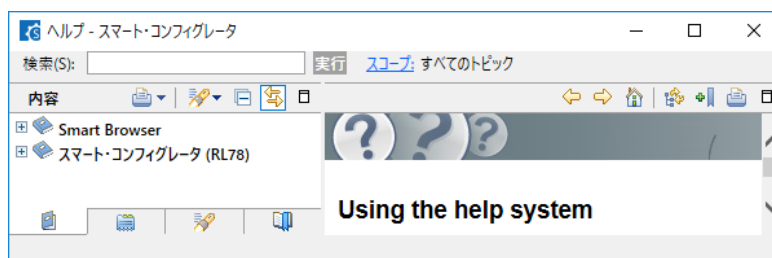 ヘルプ - スマート・コンフィグレータ
検索(S):
実行
スコープ: すべてのトピック
内容
Smart Browser
スマート・コンフィグレータ (RL78)
Using the help system